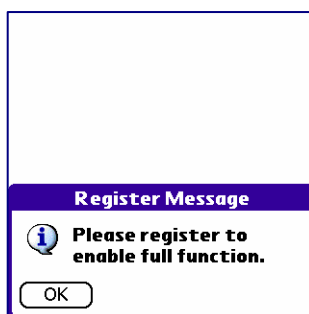 Register Message
Please register to
enable full function.
OK